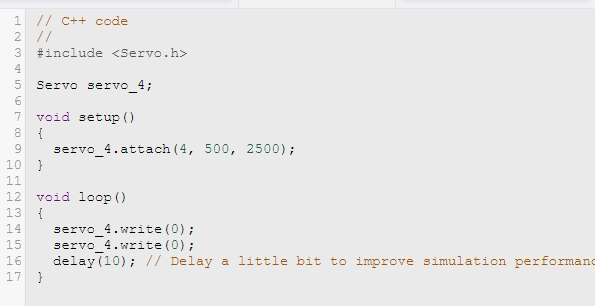 1 // C++ code
2 //
3 #include <Servo.h>
4
5 Servo servo_4;
6
7 void setup()
8 {
9   servo_4.attach(4, 500, 2500);
10 }
11
12 void loop()
13 {
14   servo_4.write(0);
15   servo_4.write(0);
16   delay(10); // Delay a little bit to improve simulation
17 }